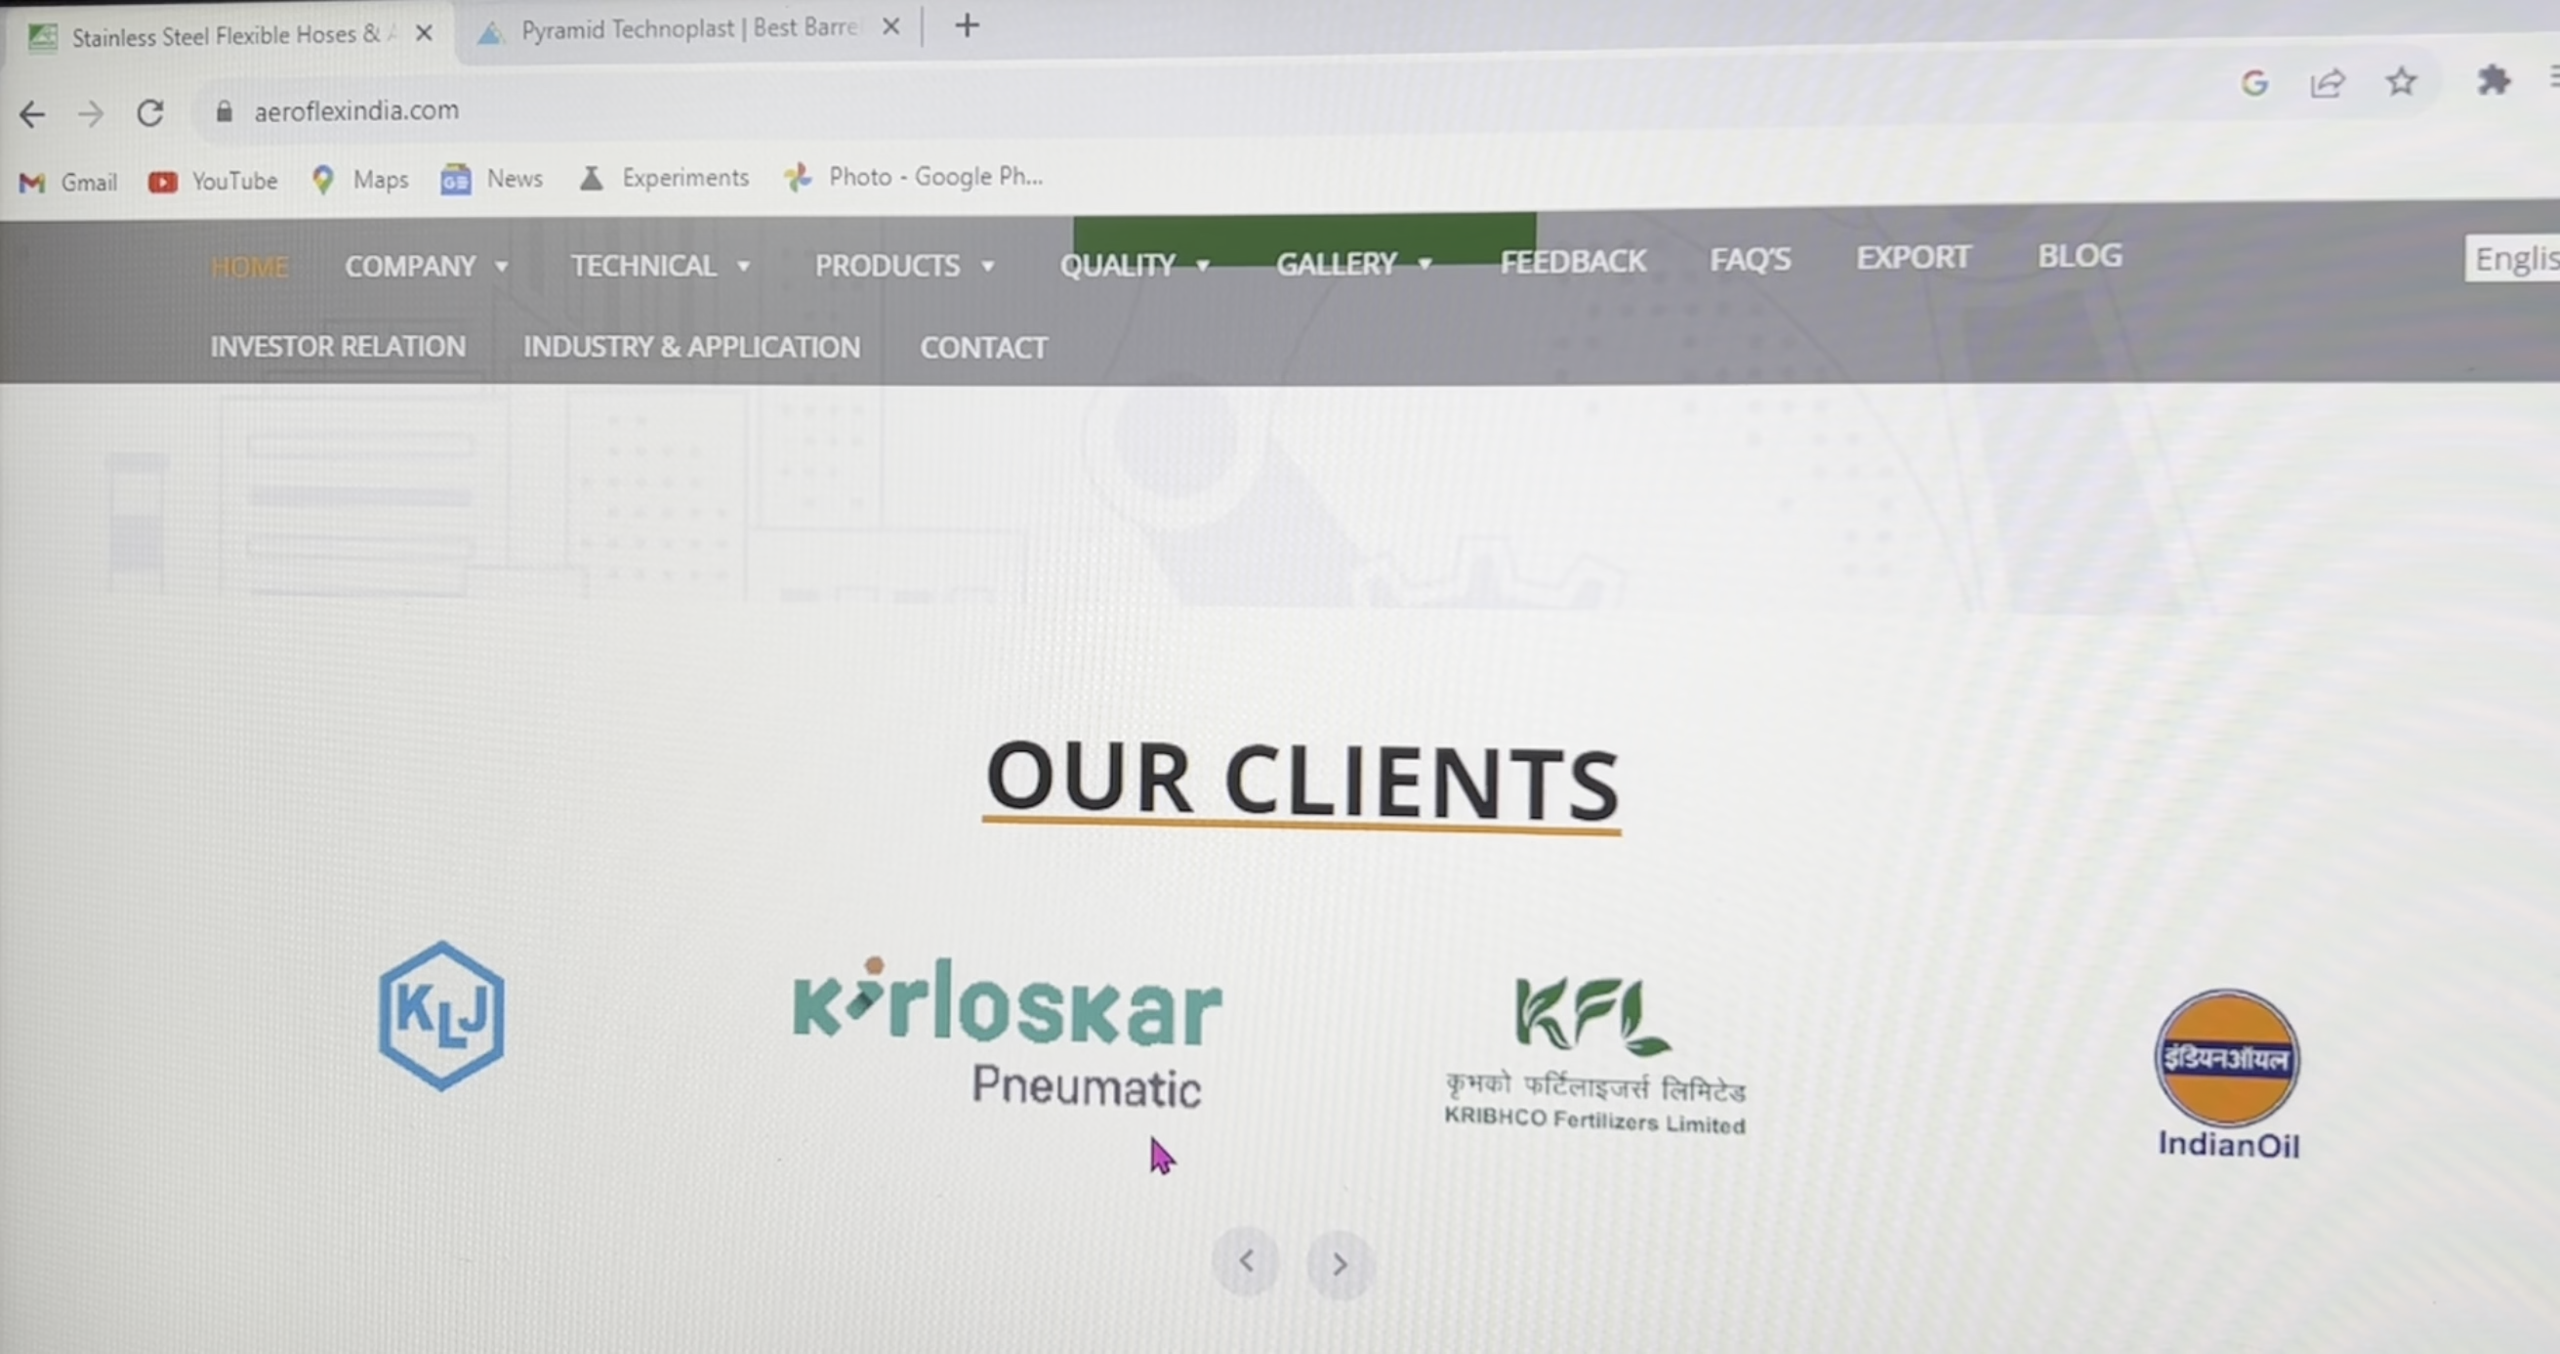 Stainless Steel Flexible Hoses &
Pyramid Technoplast | Best Barre
aeroflexindia.com
Gmail YouTube Maps News Experiments Photo - Google Ph...
HOME COMPANY TECHNICAL PRODUCTS QUALITY GALLERY FEEDBACK FAQ'S EXPORT BLOG
Englis
INVESTOR RELATION INDUSTRY & APPLICATION CONTACT
OUR CLIENTS
KLJ
kirloskar
Pneumatic
KFL
कृभको फर्टिलाइजर्स लिमिटेड
KRIBHCO Fertilizers Limited
इंडियनऑयल
IndianOil